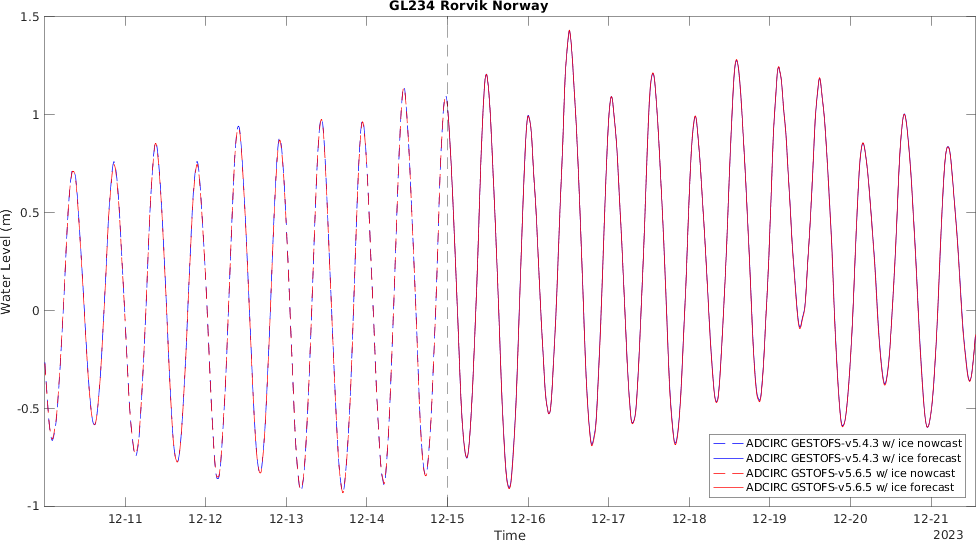 GL234 Rorvik Norway
1.5
1
0.5
0
-0.5
-1
Water Level (m)
12-11 12-12 12-13 12-14 12-15 12-16 12-17 12-18 12-19 12-20 12-21
Time
2023
ADCIRC GESTOFS-v5.4.3 w/ ice nowcast
ADCIRC GESTOFS-v5.4.3 w/ ice forecast
ADCIRC GSTOFS-v5.6.5 w/ ice nowcast
ADCIRC GSTOFS-v5.6.5 w/ ice forecast